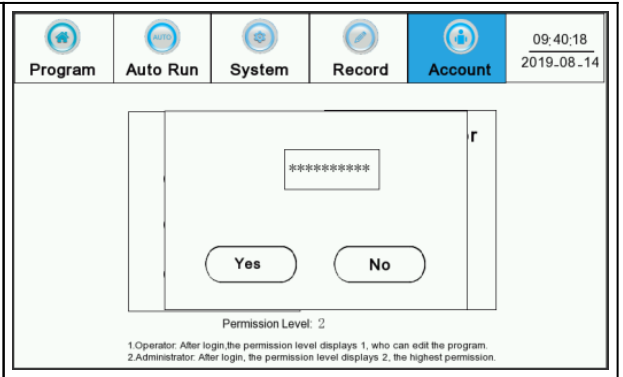 AUTO
Program Auto Run System Record Account
09:40:18
2019-08-14
r
**********
Yes No
Permission Level: 2
1.Operator: After login,the permission level displays 1, who can edit the program.
2.Administrator: After login, the permission level displays 2, the highest permission.